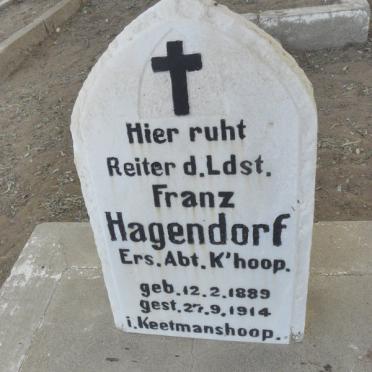 Hier ruht
Reiter d. Ldst.
Franz
Hagendorf
Ers. Abt. K'hoop.
geb. 12.2.1889
gest. 27.9.1914
i. Keetmanshoop.